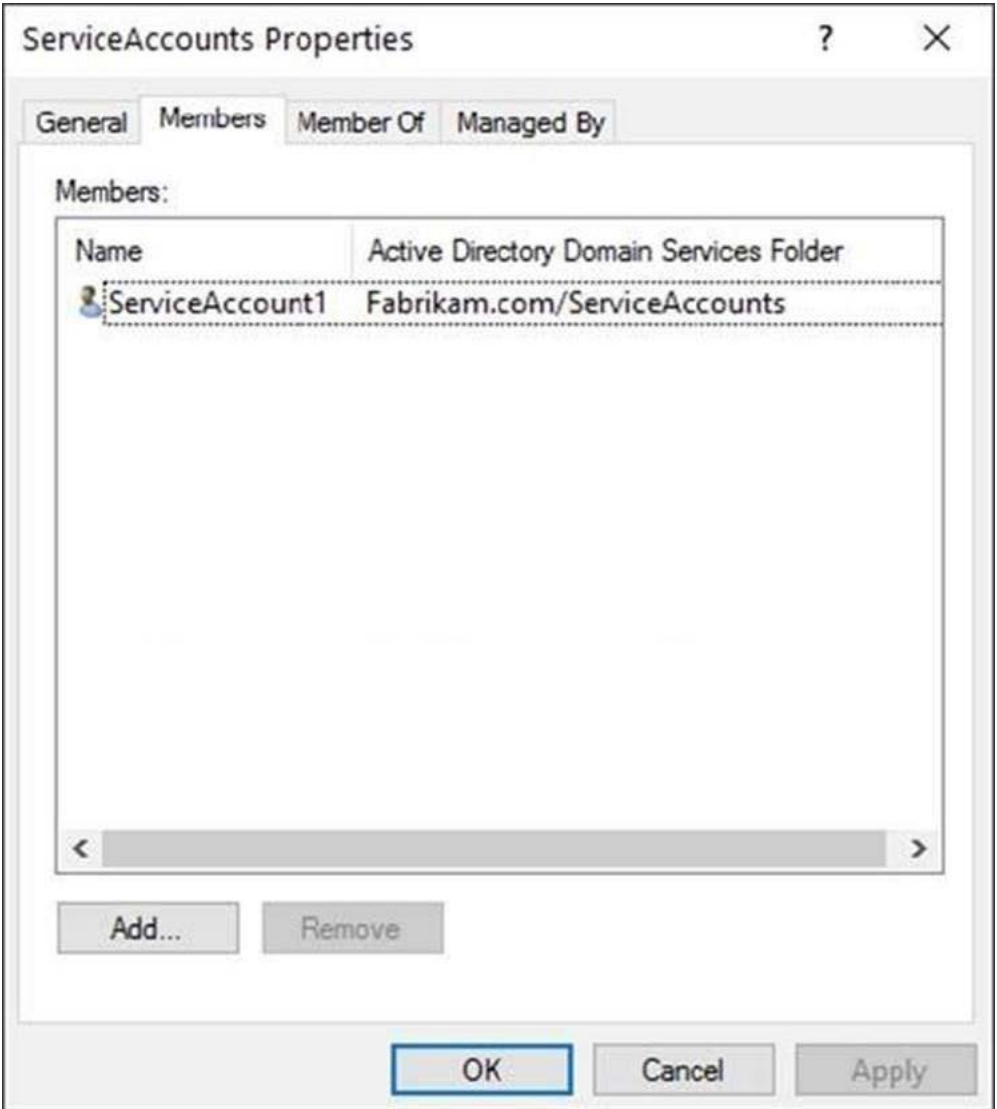 ServiceAccounts Properties ? ✕
General Members Member Of Managed By
Members:
Name Active Directory Domain Services Folder
ServiceAccount1 Fabrikam.com/ServiceAccounts
Add... Remove
OK Cancel Apply